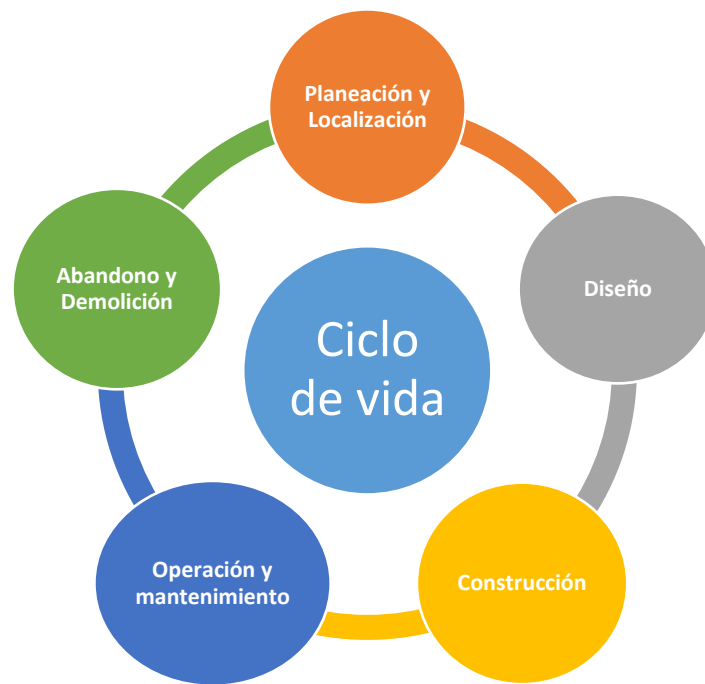 Planeación y
Localización
Diseño
Construcción
Operación y
mantenimiento
Abandono y
Demolición
Ciclo
de vida